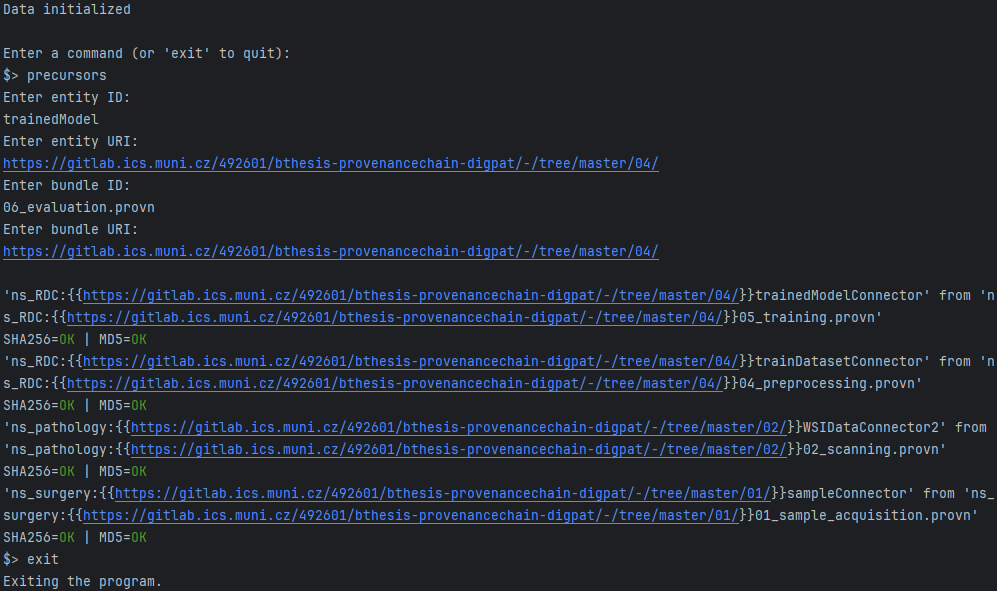 Data initialized
Enter a command (or 'exit' to quit):
$> precursors
Enter entity ID:
trainedModel
Enter entity URI:
https://gitlab.ics.muni.cz/492601/bthesis-provenancechain-digpat/-/tree/master/04/
Enter bundle ID:
06_evaluation.provn
Enter bundle URI:
https://gitlab.ics.muni.cz/492601/bthesis-provenancechain-digpat/-/tree/master/04/
'ns_RDC:{{https://gitlab.ics.muni.cz/492601/bthesis-provenancechain-digpat/-/tree/master/04/}}trainedModelConnector' from 'n
s_RDC:{{https://gitlab.ics.muni.cz/492601/bthesis-provenancechain-digpat/-/tree/master/04/}}05_training.provn'
SHA256=OK | MD5=OK
'ns_RDC:{{https://gitlab.ics.muni.cz/492601/bthesis-provenancechain-digpat/-/tree/master/04/}}trainDatasetConnector' from 'n
s_RDC:{{https://gitlab.ics.muni.cz/492601/bthesis-provenancechain-digpat/-/tree/master/04/}}04_preprocessing.provn'
SHA256=OK | MD5=OK
'ns_pathology:{{https://gitlab.ics.muni.cz/492601/bthesis-provenancechain-digpat/-/tree/master/02/}}WSIDataConnector2' from
'ns_pathology:{{https://gitlab.ics.muni.cz/492601/bthesis-provenancechain-digpat/-/tree/master/02/}}02_scanning.provn'
SHA256=OK | MD5=OK
'ns_surgery:{{https://gitlab.ics.muni.cz/492601/bthesis-provenancechain-digpat/-/tree/master/01/}}sampleConnector' from 'ns_
surgery:{{https://gitlab.ics.muni.cz/492601/bthesis-provenancechain-digpat/-/tree/master/01/}}01_sample_acquisition.provn'
SHA256=OK | MD5=OK
$> exit
Exiting the program.